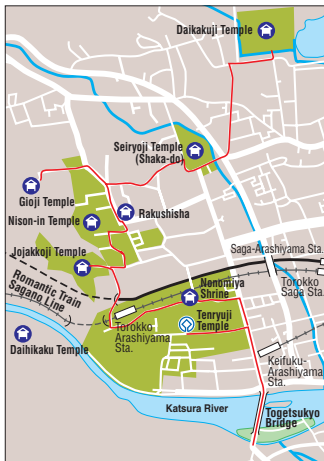 Daikakuji Temple
Seiryoji Temple
(Shaka-do)
Gioji Temple
Rakushisha
Nison-in Temple
Jojakkoji Temple
Saga-Arashiyama Sta.
Romantic Train
Sagano Line
Nonomiya
Shrine
Torokko
Saga Sta.
Tenryuji
Temple
Torokko
Arashiyama
Sta.
Daihikaku Temple
Keifuku-
Arashiyama
Sta.
Katsura River
Togetsukyo
Bridge